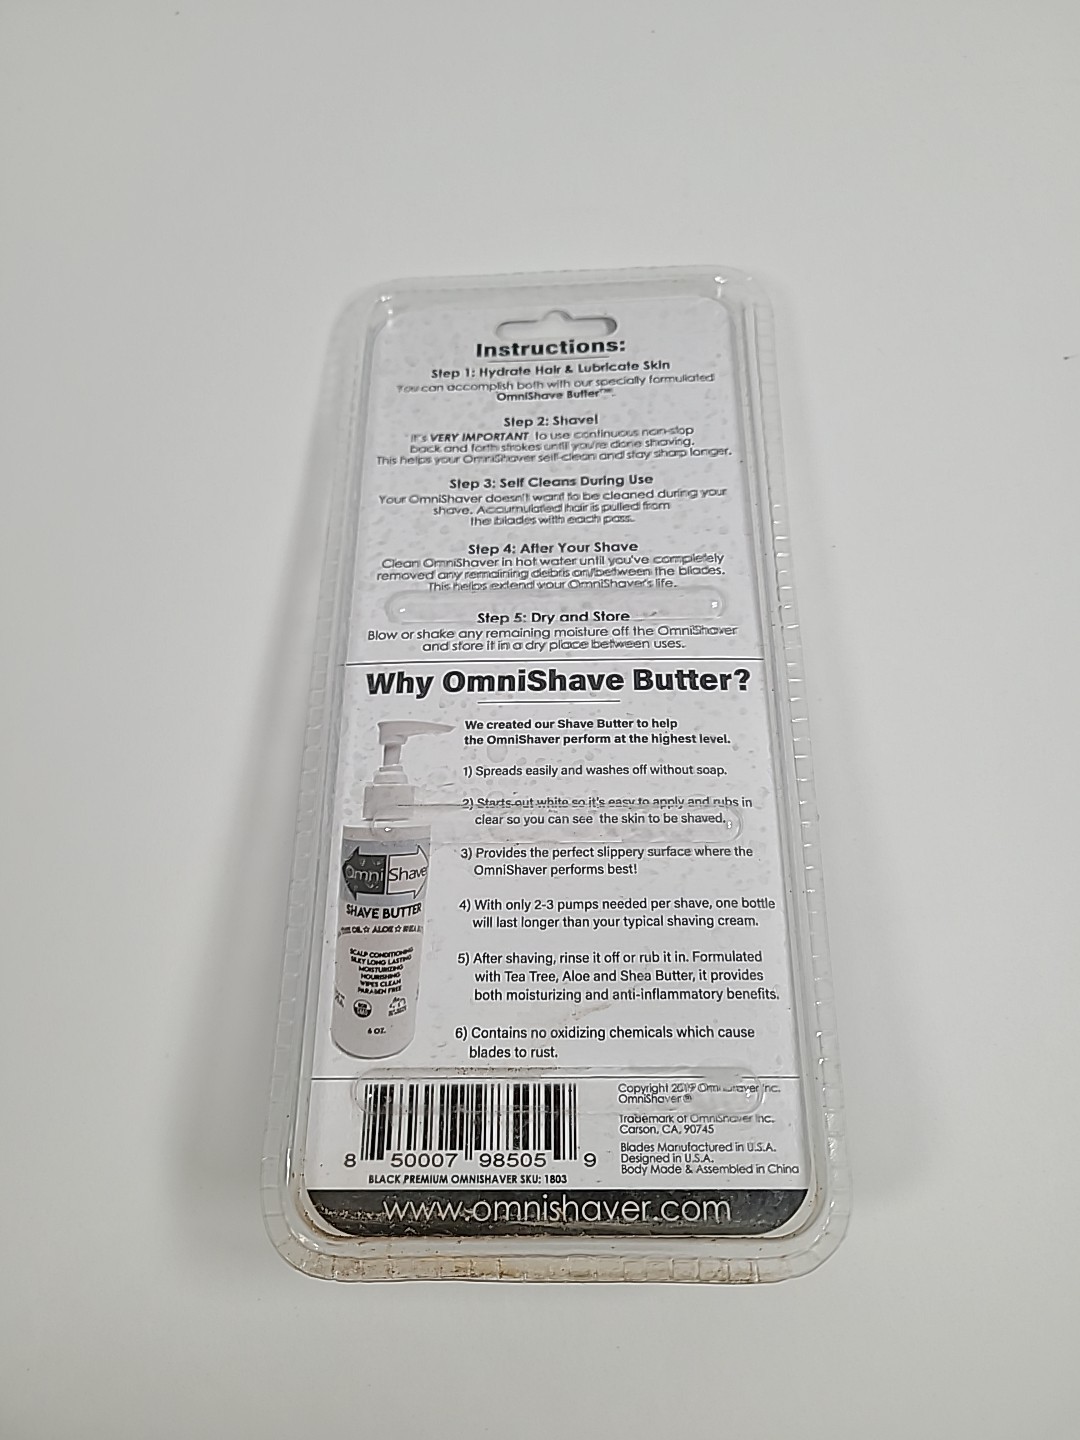 Instructions:
Step 1: Hydrate Hair & Lubricate Skin
You can accomplish both with our specially formulated
OmniShave Butter™.
Step 2: Shave!
It's VERY IMPORTANT to use continuous non-stop
back and forth strokes until you're done shaving.
This helps your OmniShaver self-clean and stay sharp longer.
Step 3: Self Cleans During Use
Your OmniShaver doesn't want to be cleaned during your
shave. Accumulated hair is pulled from
the blades with each pass.
Step 4: After Your Shave
Clean OmniShaver in hot water until you've completely
removed any remaining debris on/between the blades.
This helps extend your OmniShaver's life.
Step 5: Dry and Store
Blow or shake any remaining moisture off the OmniShaver
and store it in a dry place between uses.
Why OmniShave Butter?
We created our Shave Butter to help
the OmniShaver perform at the highest level.
1) Spreads easily and washes off without soap.
2) Starts out white so it's easy to apply and rubs in
clear so you can see the skin to be shaved.
3) Provides the perfect slippery surface where the
OmniShaver performs best!
4) With only 2-3 pumps needed per shave, one bottle
will last longer than your typical shaving cream.
5) After shaving, rinse it off or rub it in. Formulated
with Tea Tree, Aloe and Shea Butter, it provides
both moisturizing and anti-inflammatory benefits.
6) Contains no oxidizing chemicals which cause
blades to rust.
Omni Shave
SHAVE BUTTER
OIL ☆ ALOE ☆
SCALP CONDITIONING
SILKY LONG LASTING
MOISTURIZING
NOURISHING
WIPES CLEAN
PARABEN FREE
6 OZ.
8 50007 98505 9
BLACK PREMIUM OMNISHAVER SKU: 1803
Copyright 2019 OmniShaver Inc.
OmniShaver®
Trademark of OmniShaver Inc.
Carson, CA, 90745
Blades Manufactured in U.S.A.
Designed in U.S.A.
Body Made & Assembled in China
www.omnishaver.com